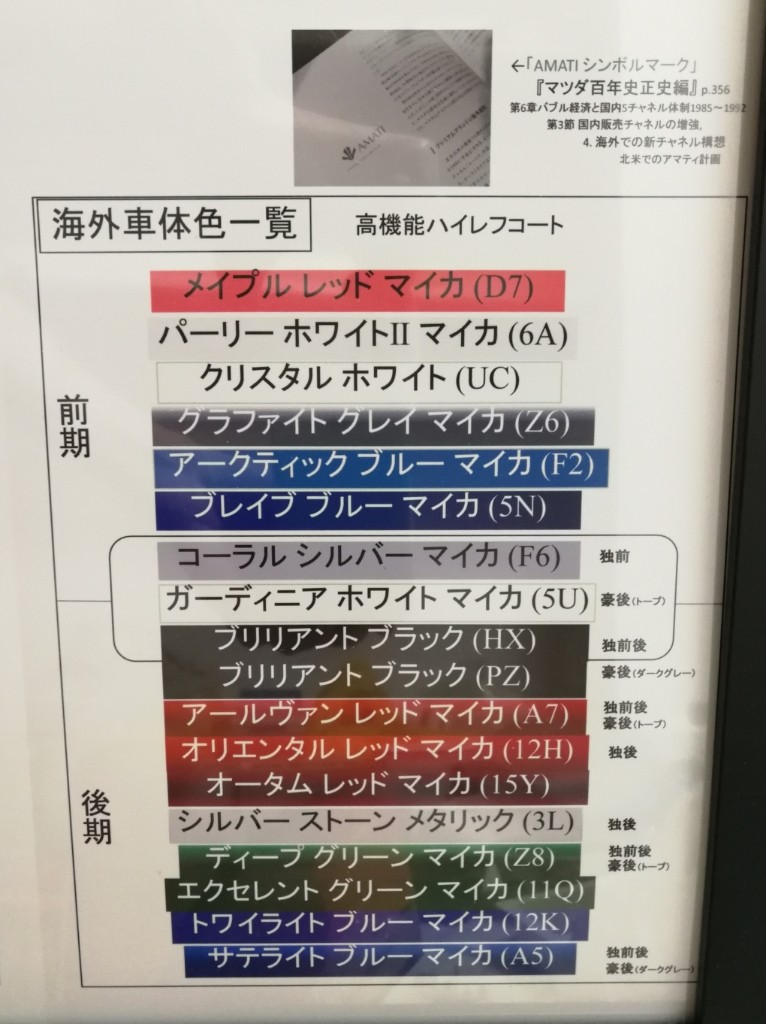 ←「AMATI シンボルマーク」
『マツダ百年史正史編』p.356
第6章バブル経済と国内5チャネル体制1985～1992
第3節 国内販売チャネルの増強,
4. 海外での新チャネル構想
北米でのアマティ計画
AMATI
海外車体色一覧
高機能ハイレフコート
前期
メイプル レッド マイカ (D7)
パーリー ホワイトII マイカ (6A)
クリスタル ホワイト (UC)
グラファイト グレイ マイカ (Z6)
アークティック ブルー マイカ (F2)
ブレイブ ブルー マイカ (5N)
コーラル シルバー マイカ (F6) 独前
ガーディニア ホワイト マイカ (5U) 豪後(トープ)
ブリリアント ブラック (HX) 独前後
ブリリアント ブラック (PZ) 豪後(ダークグレー)
後期
アールヴァン レッド マイカ (A7) 独前後
豪後(トープ)
オリエンタル レッド マイカ (12H) 独後
オータム レッド マイカ (15Y)
シルバー ストーン メタリック (3L) 独後
ディープ グリーン マイカ (Z8) 独前後
豪後(トープ)
エクセレント グリーン マイカ (11Q)
トワイライト ブルー マイカ (12K)
サテライト ブルー マイカ (A5) 独前後
豪後(ダークグレー)